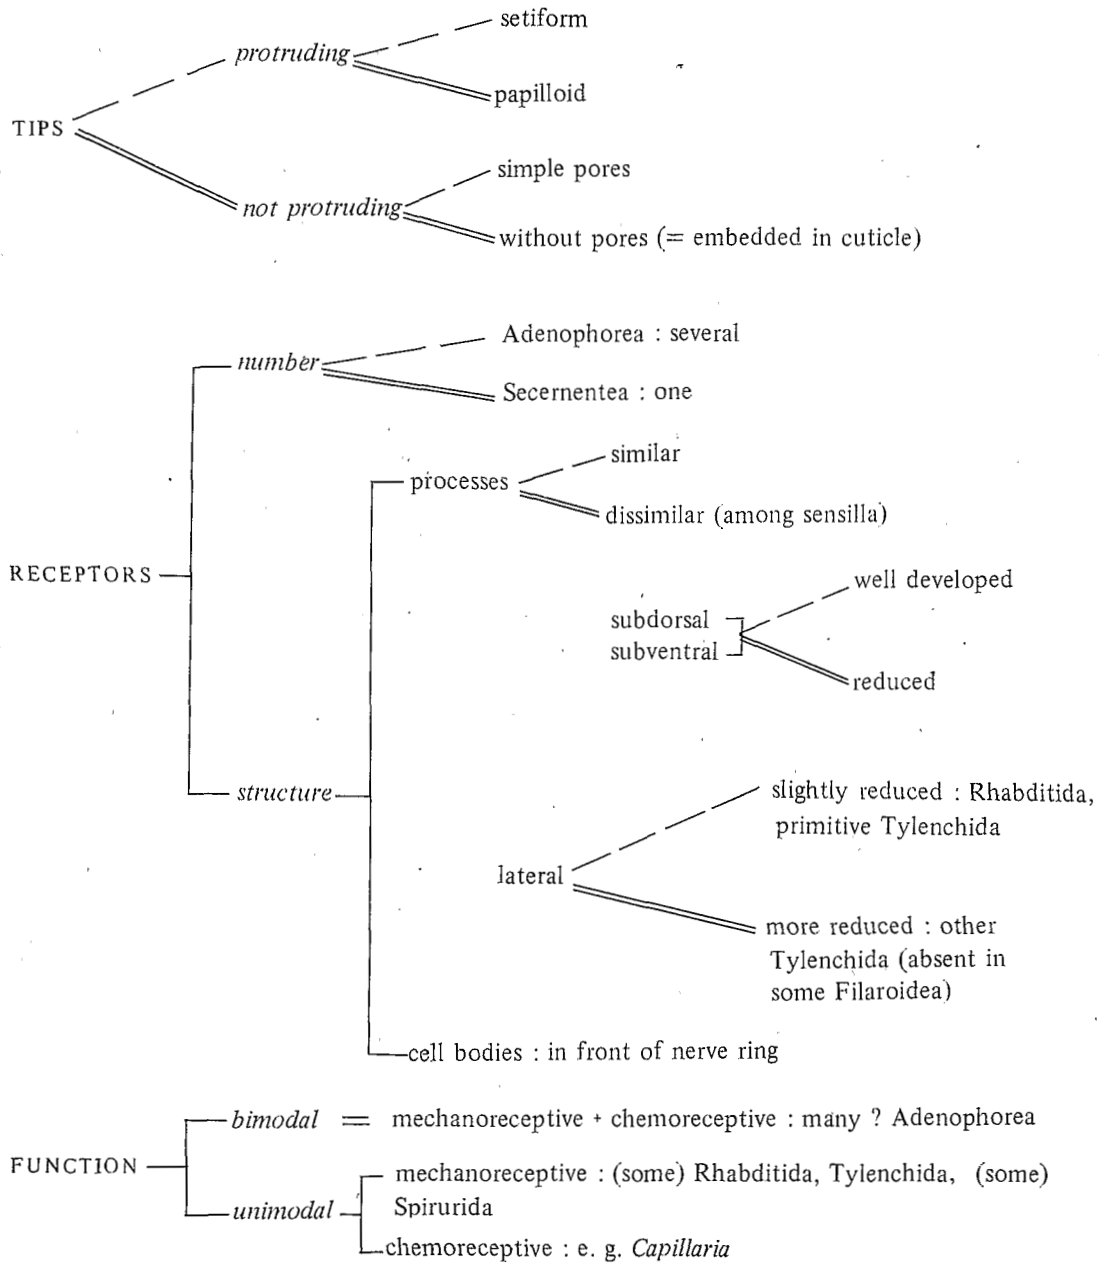 setiform
protruding
papilloid
TIPS
simple pores
not protruding
without pores (= embedded in cuticle)
Adenophorea : several
number
Secernentea : one
similar
processes
dissimilar (among sensilla)
RECEPTORS
well developed
subdorsal
subventral
reduced
structure
slightly reduced : Rhabditida,
primitive Tylenchida
lateral
more reduced : other
Tylenchida (absent in
some Filaroidea)
cell bodies : in front of nerve ring
bimodal = mechanoreceptive + chemoreceptive : many ? Adenophorea
FUNCTION
mechanoreceptive : (some) Rhabditida, Tylenchida, (some)
Spirurida
unimodal
chemoreceptive : e. g. Capillaria